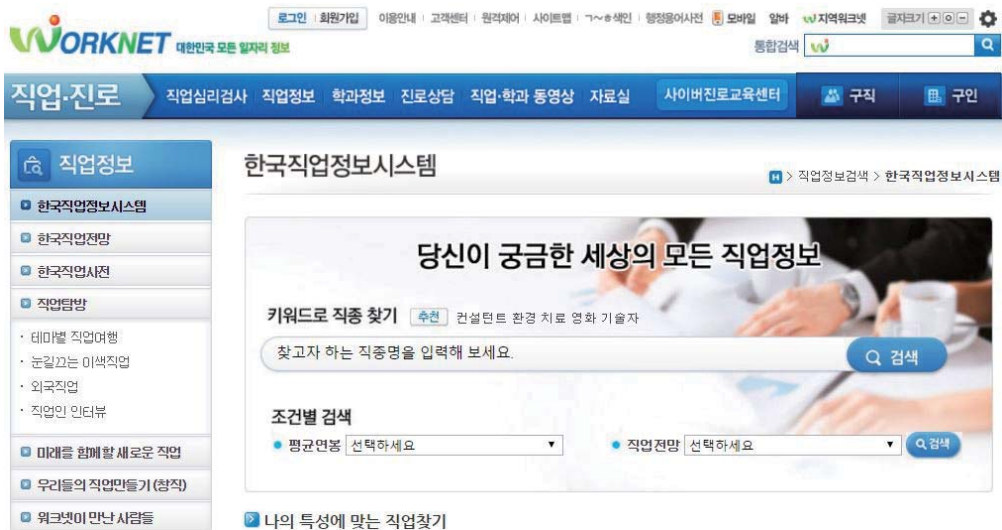 로그인 회원가입 이용안내 고객센터 원격제어 사이트맵 ㄱ~ㅎ색인 행정용어사전 모바일 알바 지역워크넷 글자크기
WORKNET 대한민국 모든 일자리 정보
통합검색
직업·진로 직업심리검사 직업정보 학과정보 진로상담 직업·학과 동영상 자료실 사이버진로교육센터 구직 구인
직업정보
한국직업정보시스템
한국직업전망
한국직업사전
직업탐방
· 테마별 직업여행
· 눈길끄는 이색직업
· 외국직업
· 직업인 인터뷰
미래를 함께 할 새로운 직업
우리들의 직업만들기(창직)
워크넷이 만난 사람들
한국직업정보시스템
H > 직업정보검색 > 한국직업정보시스템
당신이 궁금한 세상의 모든 직업정보
키워드로 직종 찾기 추천 컨설턴트 환경 치료 영화 기술자
찾고자 하는 직종명을 입력해 보세요. 검색
조건별 검색
평균연봉 선택하세요 직업전망 선택하세요 검색
나의 특성에 맞는 직업찾기